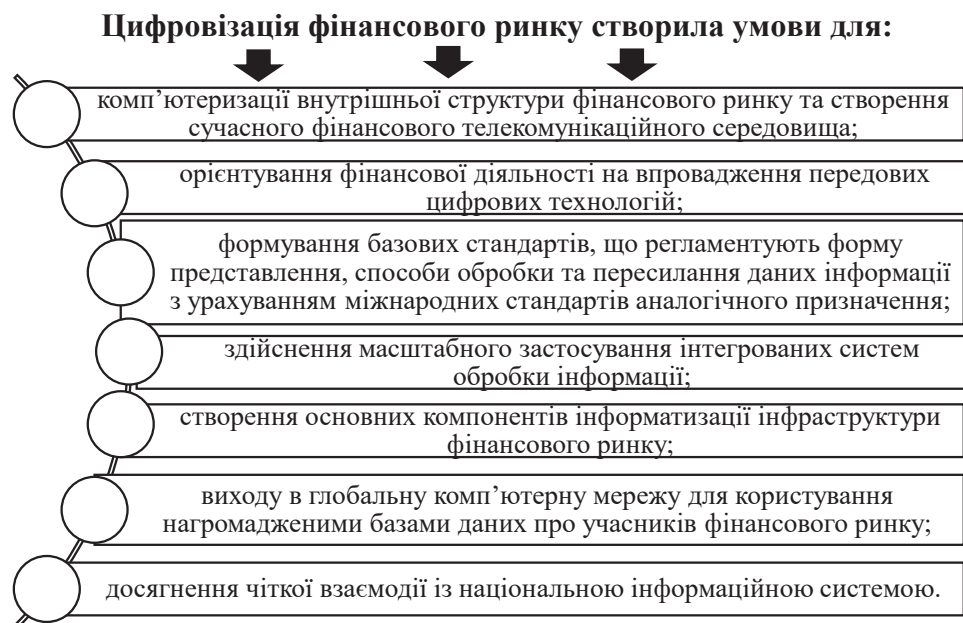 Цифровізація фінансового ринку створила умови для:
комп’ютеризації внутрішньої структури фінансового ринку та створення
сучасного фінансового телекомунікаційного середовища;
орієнтування фінансової діяльності на впровадження передових
цифрових технологій;
формування базових стандартів, що регламентують форму
представлення, способи обробки та пересилання даних інформації
з урахуванням міжнародних стандартів аналогічного призначення;
здійснення масштабного застосування інтегрованих систем
обробки інформації;
створення основних компонентів інформатизації інфраструктури
фінансового ринку;
виходу в глобальну комп’ютерну мережу для користування
нагромадженими базами даних про учасників фінансового ринку;
досягнення чіткої взаємодії із національною інформаційною системою.